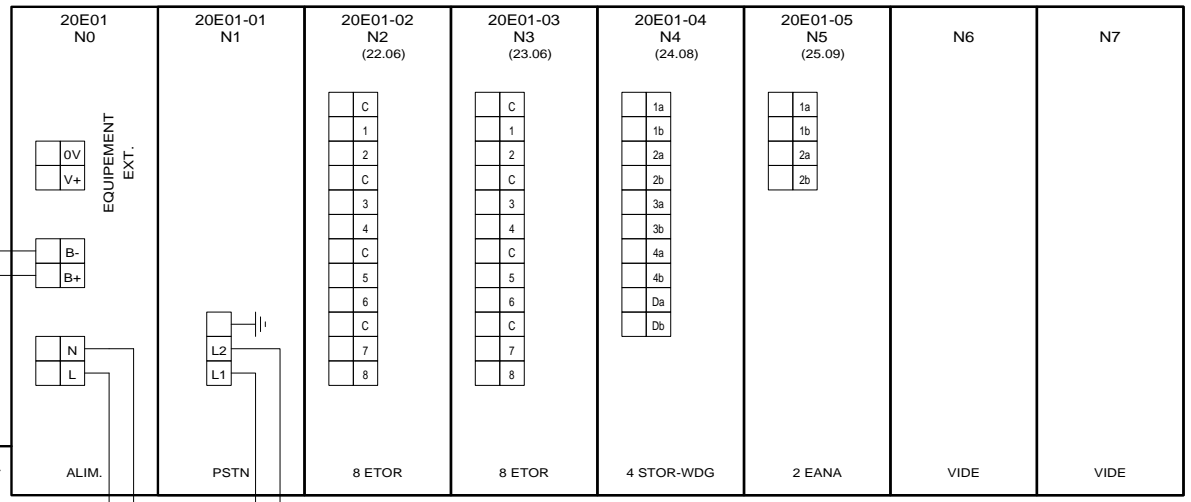 20E01
N0
0V
V+
EQUIPEMENT
EXT.
B-
B+
N
L
ALIM.
20E01-01
N1
L2
L1
PSTN
20E01-02
N2
(22.06)
C
1
2
C
3
4
C
5
6
C
7
8
8 ETOR
20E01-03
N3
(23.06)
C
1
2
C
3
4
C
5
6
C
7
8
8 ETOR
20E01-04
N4
(24.08)
1a
1b
2a
2b
3a
3b
4a
4b
Da
Db
4 STOR-WDG
20E01-05
N5
(25.09)
1a
1b
2a
2b
2 EANA
N6
VIDE
N7
VIDE